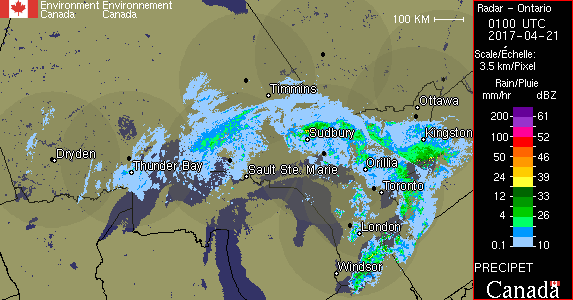 Environment Environnement
Canada Canada
100 KM
Timmins
Ottawa
Sudbury
Kingston
Dryden
Thunder Bay
Sault Ste. Marie
Orillia
Toronto
London
Windsor
Radar - Ontario
0100 UTC
2017-04-21
Scale/Échelle:
3.5 km/Pixel
Rain/Pluie
mm/hr dBZ
200 61
100 52
50 46
24 39
12 33
4 26
0.1 10
PRECIPET
Canada